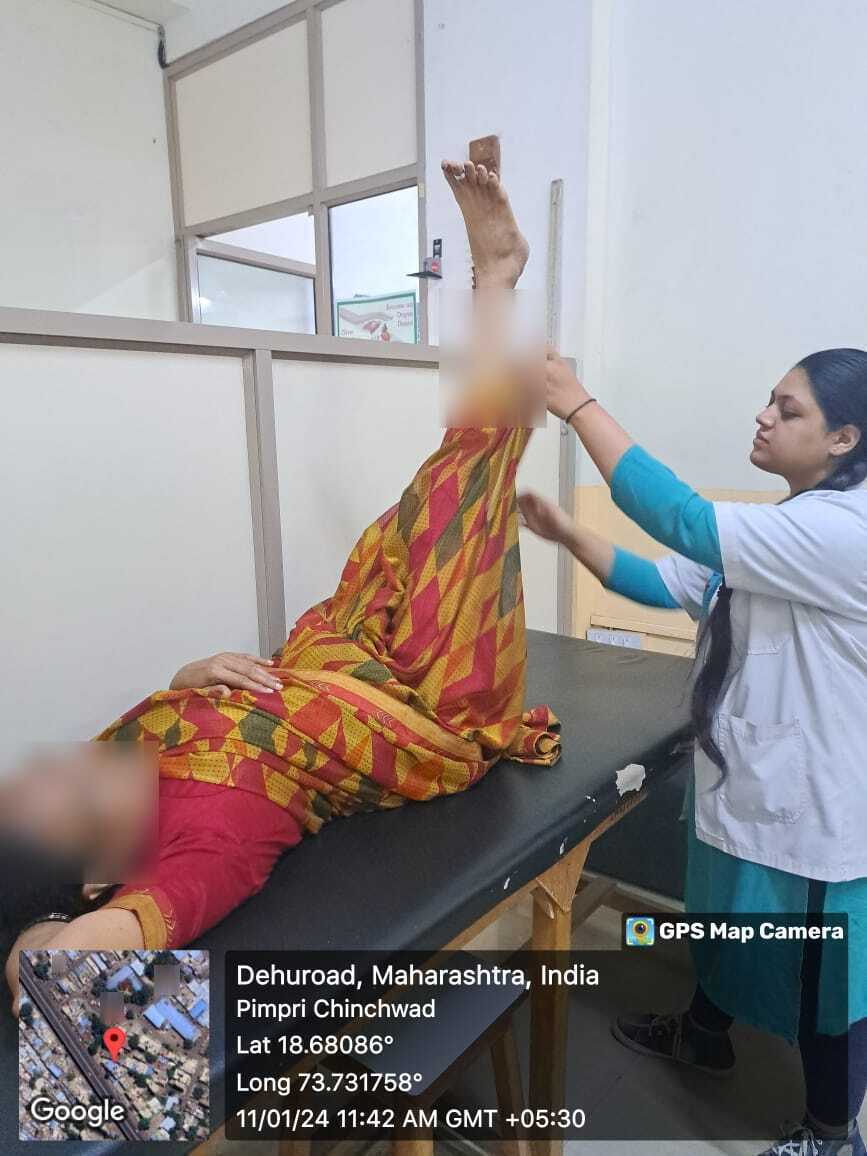 GPS Map Camera
Dehuroad, Maharashtra, India
Pimpri Chinchwad
Lat 18.68086°
Long 73.731758°
11/01/24 11:42 AM GMT +05:30
Google